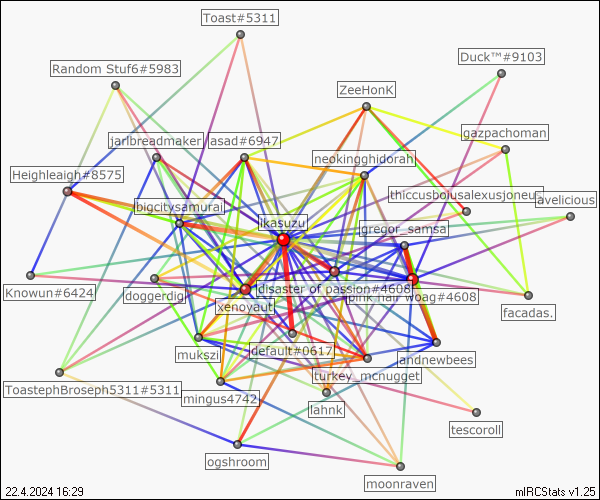 Toast#5311
Duck™#9103
Random Stuf6#5983
ZeeHonK
gazpachoman
jarlbreadmaker
lasad#6947
neokingghidorah
Heighleaigh#8575
thiccusbolusalexusjoneus
lavelicious
bigcitysamurai
ikasuzu
gregor_samsa
Knowun#6424
doggerdig
disaster of passion#4608
pink hair woag#4608
xenoyaut
facadas.
mukszi
default#0617
andnewbees
turkey_mcnugget
ToastephBroseph5311#5311
mingus4742
lahnk
tescoroll
ogshroom
moonraven
22.4.2024 16:29
mIRCStats v1.25